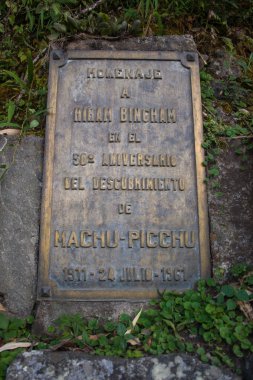 HOMENAJE
A
HIRAM BINGHAM
EN EL
50º ANIVERSARIO
DEL DESCUBRIMIENTO
DE
MACHU-PICCHU
1911-24 JULIO-1961